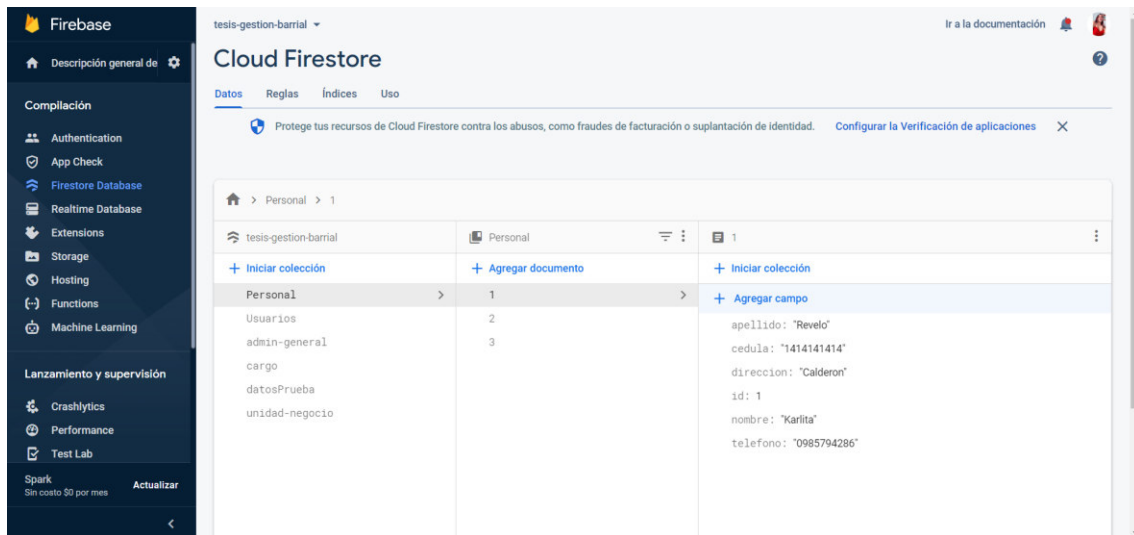 Firebase
Descripción general de
Compilación
Authentication
App Check
Firestore Database
Realtime Database
Extensions
Storage
Hosting
Functions
Machine Learning
Lanzamiento y supervisión
Crashlytics
Performance
Test Lab
Spark
Sin costo $0 por mes
Actualizar
tesis-gestion-barrial
Ir a la documentación
Cloud Firestore
Datos Reglas Índices Uso
Protege tus recursos de Cloud Firestore contra los abusos, como fraudes de facturación o suplantación de identidad. Configurar la Verificación de aplicaciones
> Personal > 1
tesis-gestion-barrial
+ Iniciar colección
Personal
Usuarios
admin-general
cargo
datosPrueba
unidad-negocio
Personal
+ Agregar documento
1
2
3
1
+ Iniciar colección
+ Agregar campo
apellido: "Revelo"
cedula: "1414141414"
direccion: "Calderon"
id: 1
nombre: "Karlita"
telefono: "0985794286"